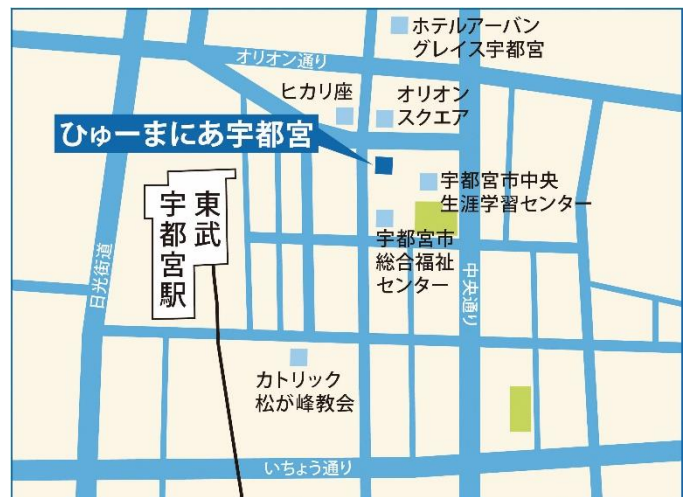 ホテルアーバン
グレイス宇都宮
オリオン通り
ヒカリ座
オリオン
スクエア
ひゅーまにあ宇都宮
宇都宮市中央
生涯学習センター
東武
宇都宮駅
宇都宮市
総合福祉
センター
日光街道
中央通り
カトリック
松が峰教会
いちょう通り